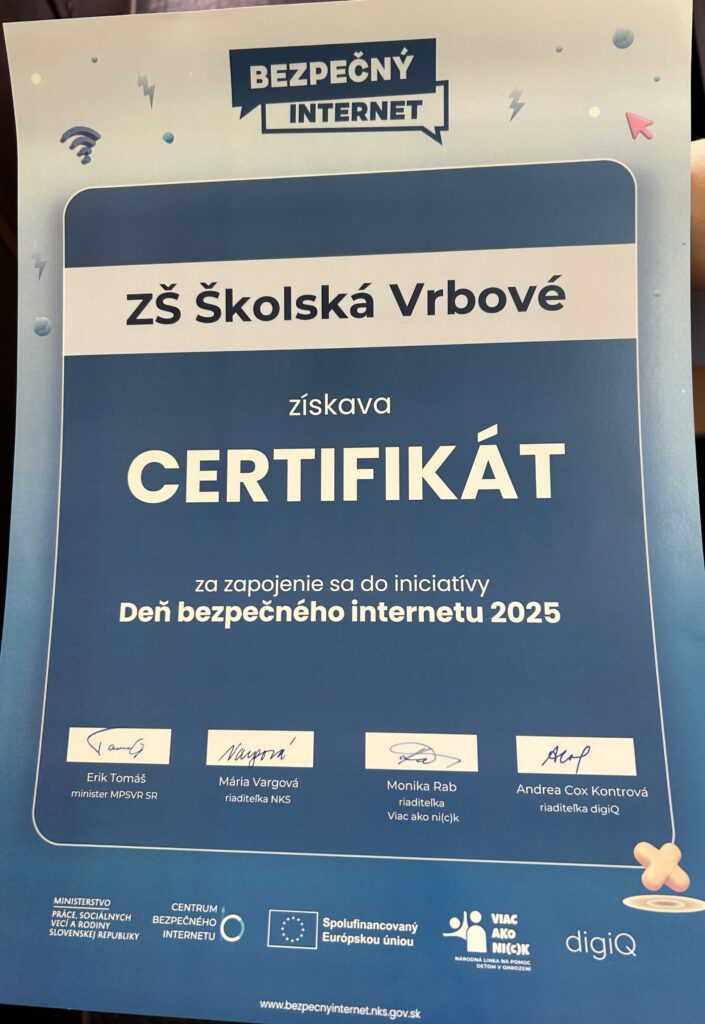 BEZPEČNÝ
INTERNET
ZŠ Školská Vrbové
získava
CERTIFIKÁT
za zapojenie sa do iniciatívy
Deň bezpečného internetu 2025
Erik Tomáš
minister MPSVR SR
Vargová
Mária Vargová
riaditeľka NKS
Monika Rab
riaditeľka
Viac ako ni(c)k
Andrea Cox Kontrová
riaditeľka digiQ
MINISTERSTVO
PRÁCE, SOCIÁLNYCH
VECÍ A RODINY
SLOVENSKEJ REPUBLIKY
CENTRUM
BEZPEČNÉHO
INTERNETU
Spolufinancovaný
Európskou úniou
VIAC
AKO
NI(C)K
NÁRODNÁ LINKA NA POMOC
DEŤOM V OHROZENÍ
digiQ
www.bezpecnyinternet.nks.gov.sk